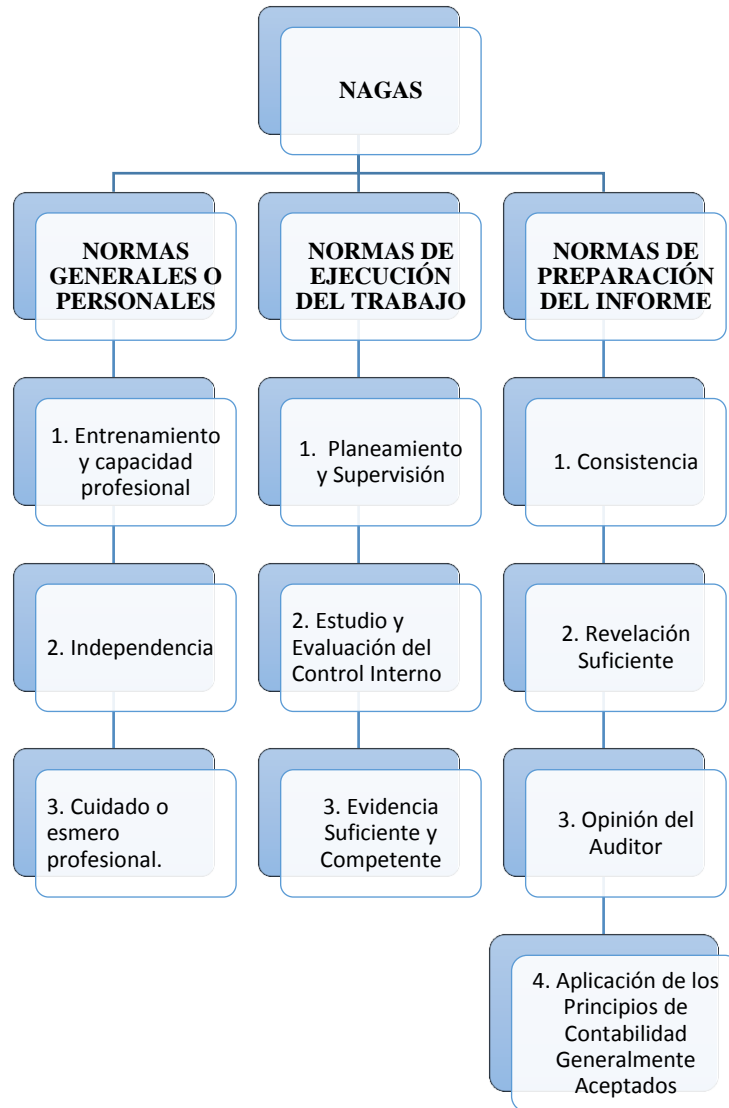 NAGAS
NORMAS
GENERALES O
PERSONALES
1. Entrenamiento
y capacidad
profesional
2. Independencia
3. Cuidado o
esmero
profesional.
NORMAS DE
EJECUCIÓN
DEL TRABAJO
1. Planeamiento
y Supervisión
2. Estudio y
Evaluación del
Control Interno
3. Evidencia
Suficiente y
Competente
NORMAS DE
PREPARACIÓN
DEL INFORME
1. Consistencia
2. Revelación
Suficiente
3. Opinión del
Auditor
4. Aplicación de los
Principios de
Contabilidad
Generalmente
Aceptados